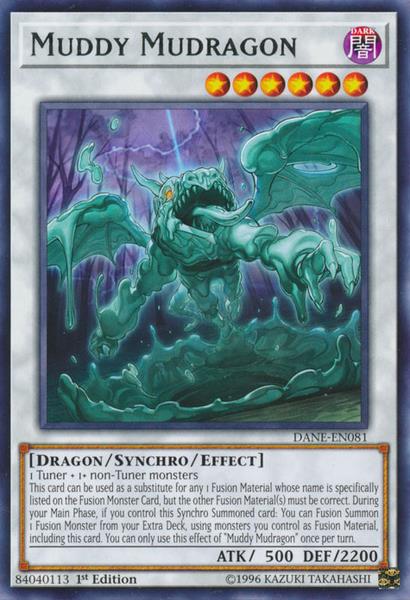 MUDDY MUDRAGON
DARK
闇
DANE-EN081
[DRAGON/SYNCHRO/EFFECT]
1 Tuner + 1+ non-Tuner monsters
This card can be used as a substitute for any 1 Fusion Material whose name is specifically
listed on the Fusion Monster Card, but the other Fusion Material(s) must be correct. During
your Main Phase, if you control this Synchro Summoned card: You can Fusion Summon
1 Fusion Monster from your Extra Deck, using monsters you control as Fusion Material,
including this card. You can only use this effect of "Muddy Mudragon" once per turn.
ATK/ 500 DEF/2200
84040113 1st Edition ©1996 KAZUKI TAKAHASHI